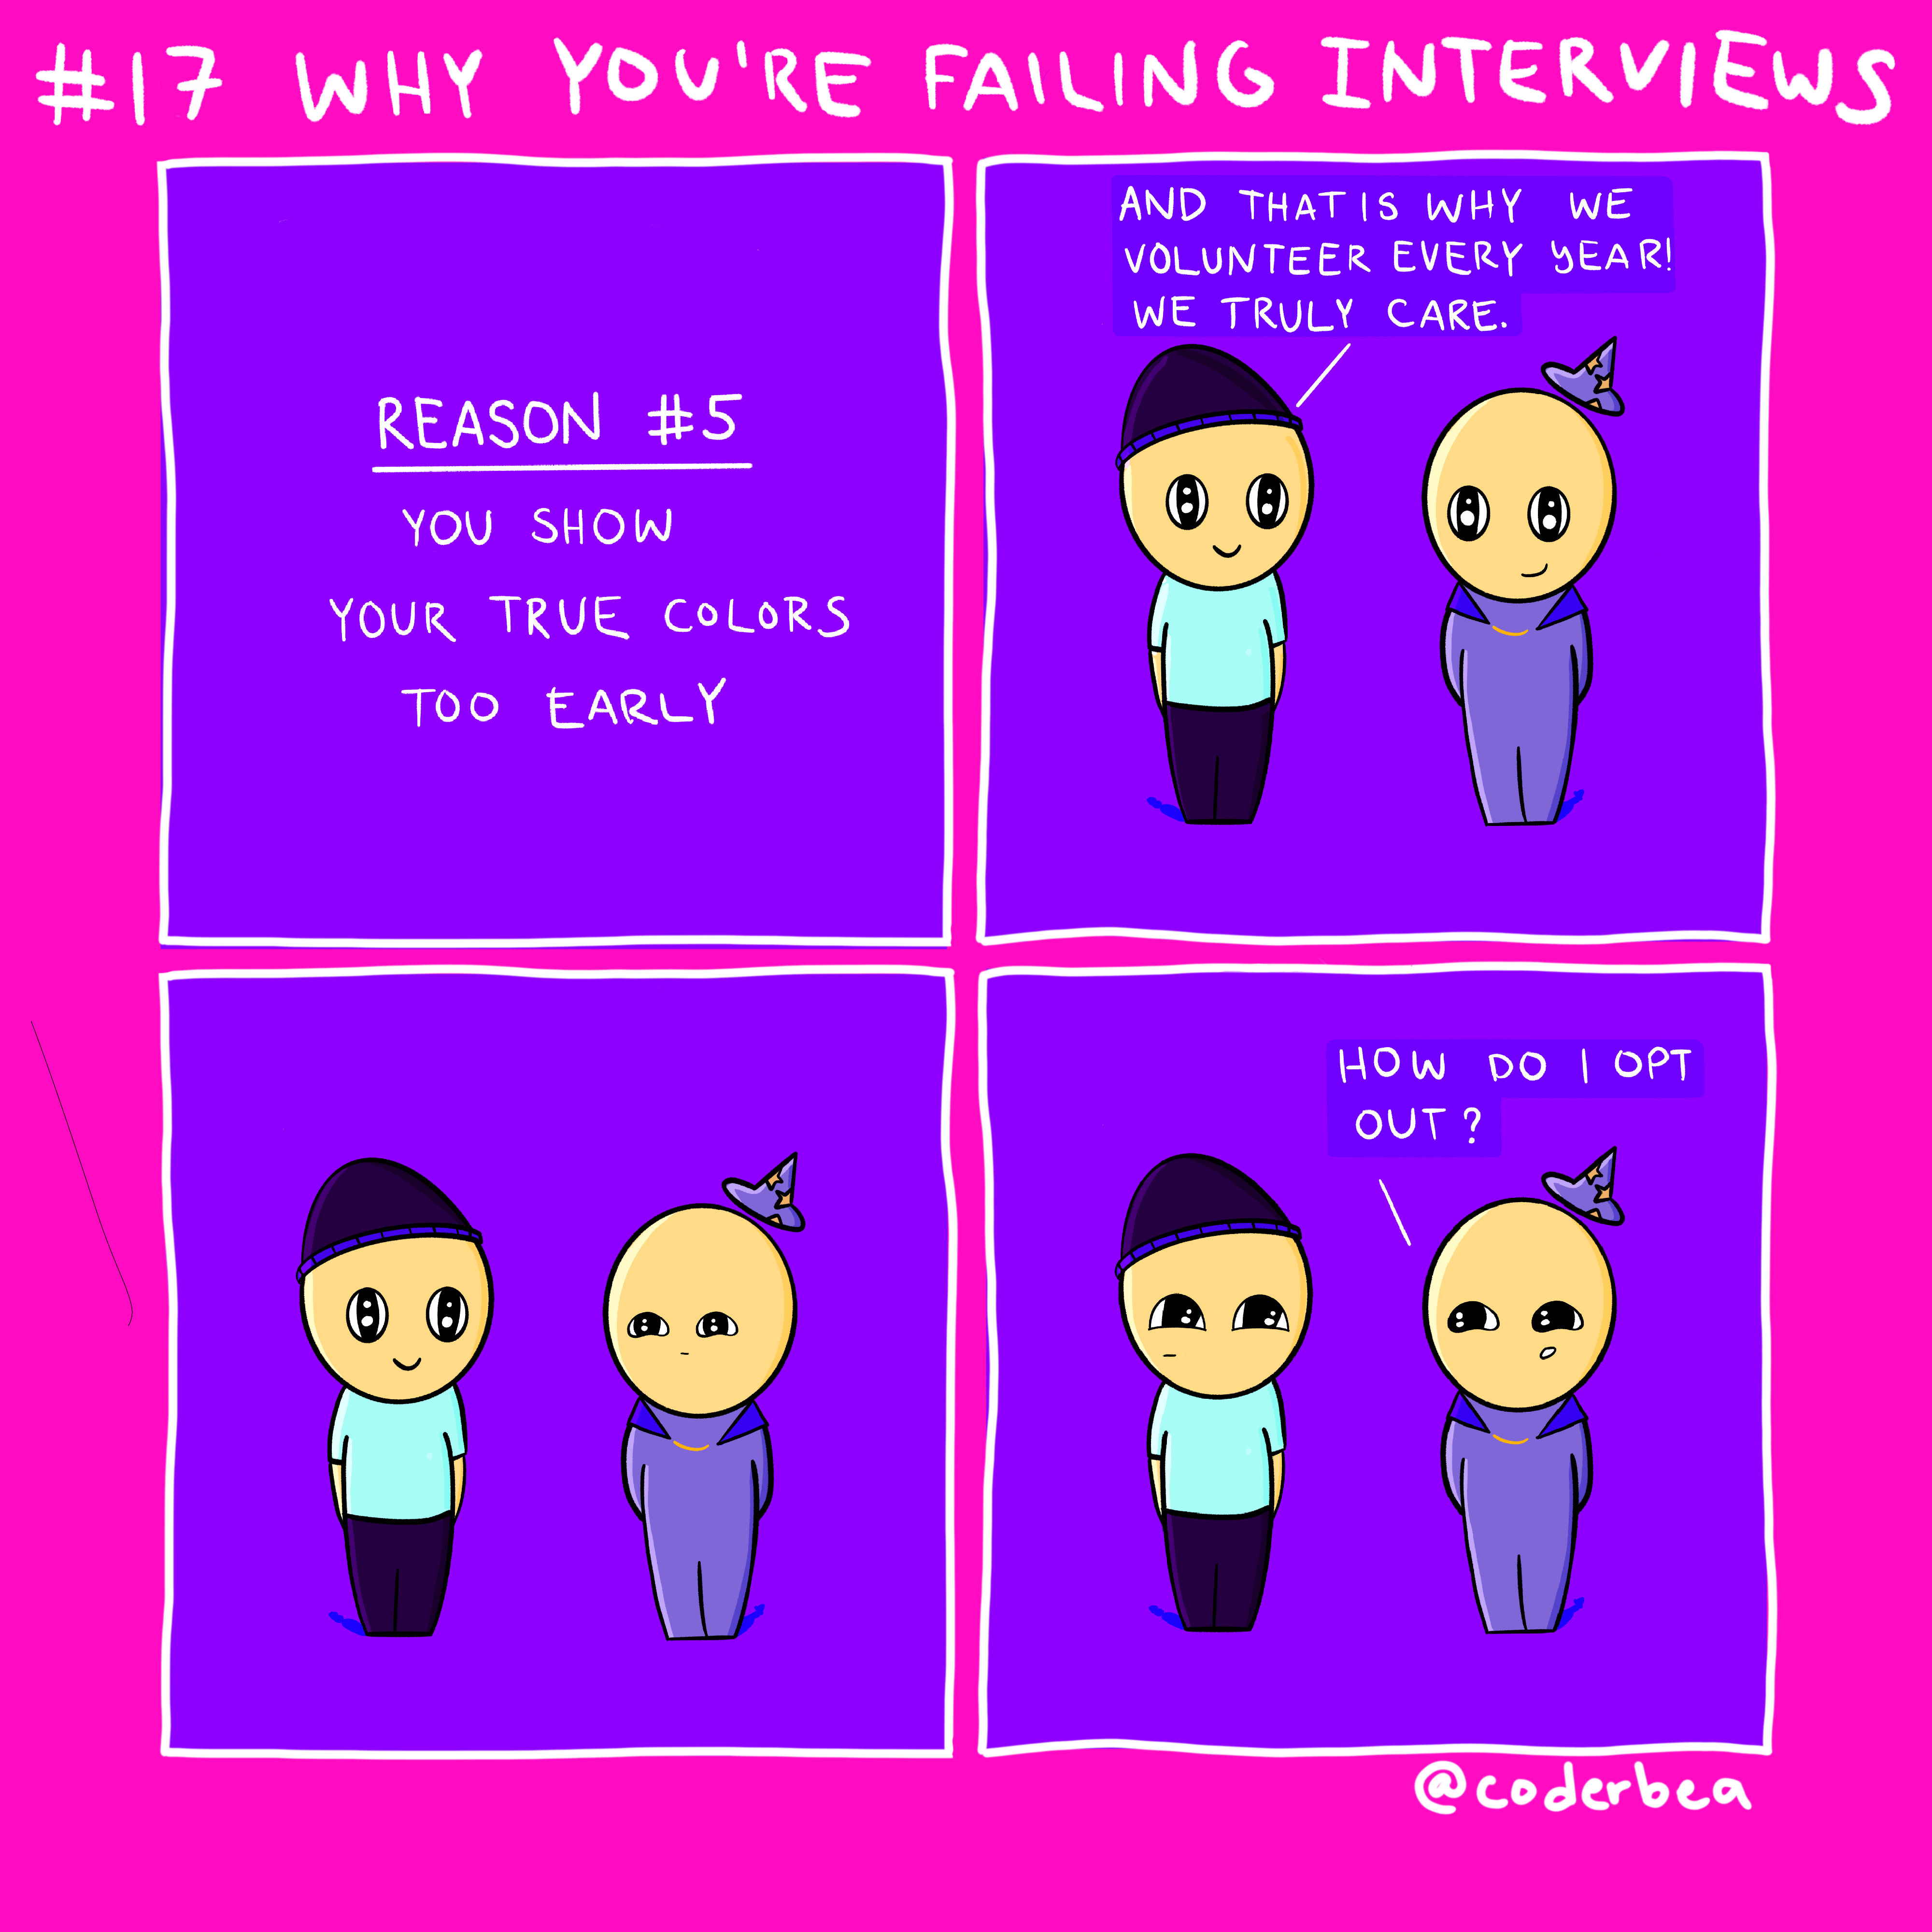 #17 WHY YOU'RE FAILING INTERVIEWS
REASON #5
YOU SHOW
YOUR TRUE COLORS
TOO EARLY
AND THAT IS WHY WE
VOLUNTEER EVERY YEAR!
WE TRULY CARE.
HOW DO I OPT
OUT?
@coderbea